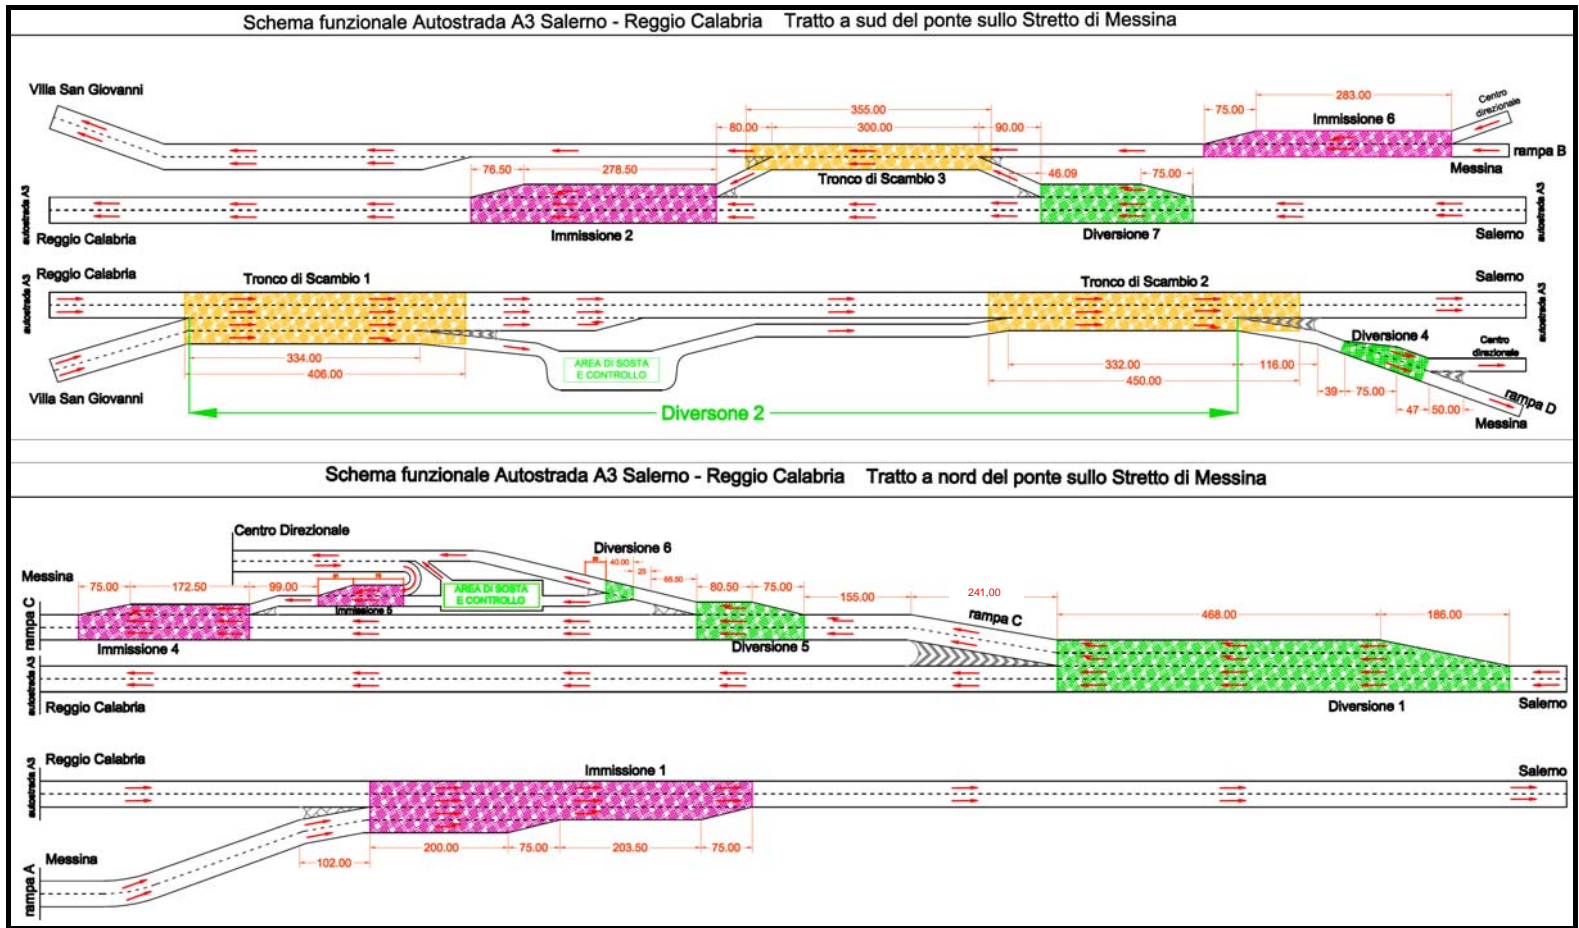 Schema funzionale Autostrada A3 Salerno - Reggio Calabria Tratto a sud del ponte sullo Stretto di Messina
Villa San Giovanni
355.00
80.00 300.00 90.00
75.00 283.00
Immissione 6
Centro
direzionale
rampa B
Messina
76.50 278.50
Tronco di Scambio 3
46.09 75.00
autostrada A3
Reggio Calabria
Immissione 2
Diversione 7
Salerno
autostrada A3
autostrada A3
Reggio Calabria
Tronco di Scambio 1
Tronco di Scambio 2
Salerno
autostrada A3
334.00
406.00
AREA DI SOSTA
E CONTROLLO
332.00 116.00
450.00
Diversione 4
Centro
direzionale
39 75.00 47 50.00
rampa D
Messina
Villa San Giovanni
Diversone 2
Schema funzionale Autostrada A3 Salerno - Reggio Calabria Tratto a nord del ponte sullo Stretto di Messina
Centro Direzionale
Diversione 6
40.00
25
66.50
Messina
75.00 172.50 99.00
Immissione 5
AREA DI SOSTA
E CONTROLLO
80.50 75.00
155.00
241,00
rampa C
468.00 186.00
rampa C
Immissione 4
Diversione 5
autostrada A3
Reggio Calabria
Diversione 1
Salerno
autostrada A3
Reggio Calabria
Immissione 1
Salerno
102.00
200.00 75.00 203.50 75.00
Messina
rampa A